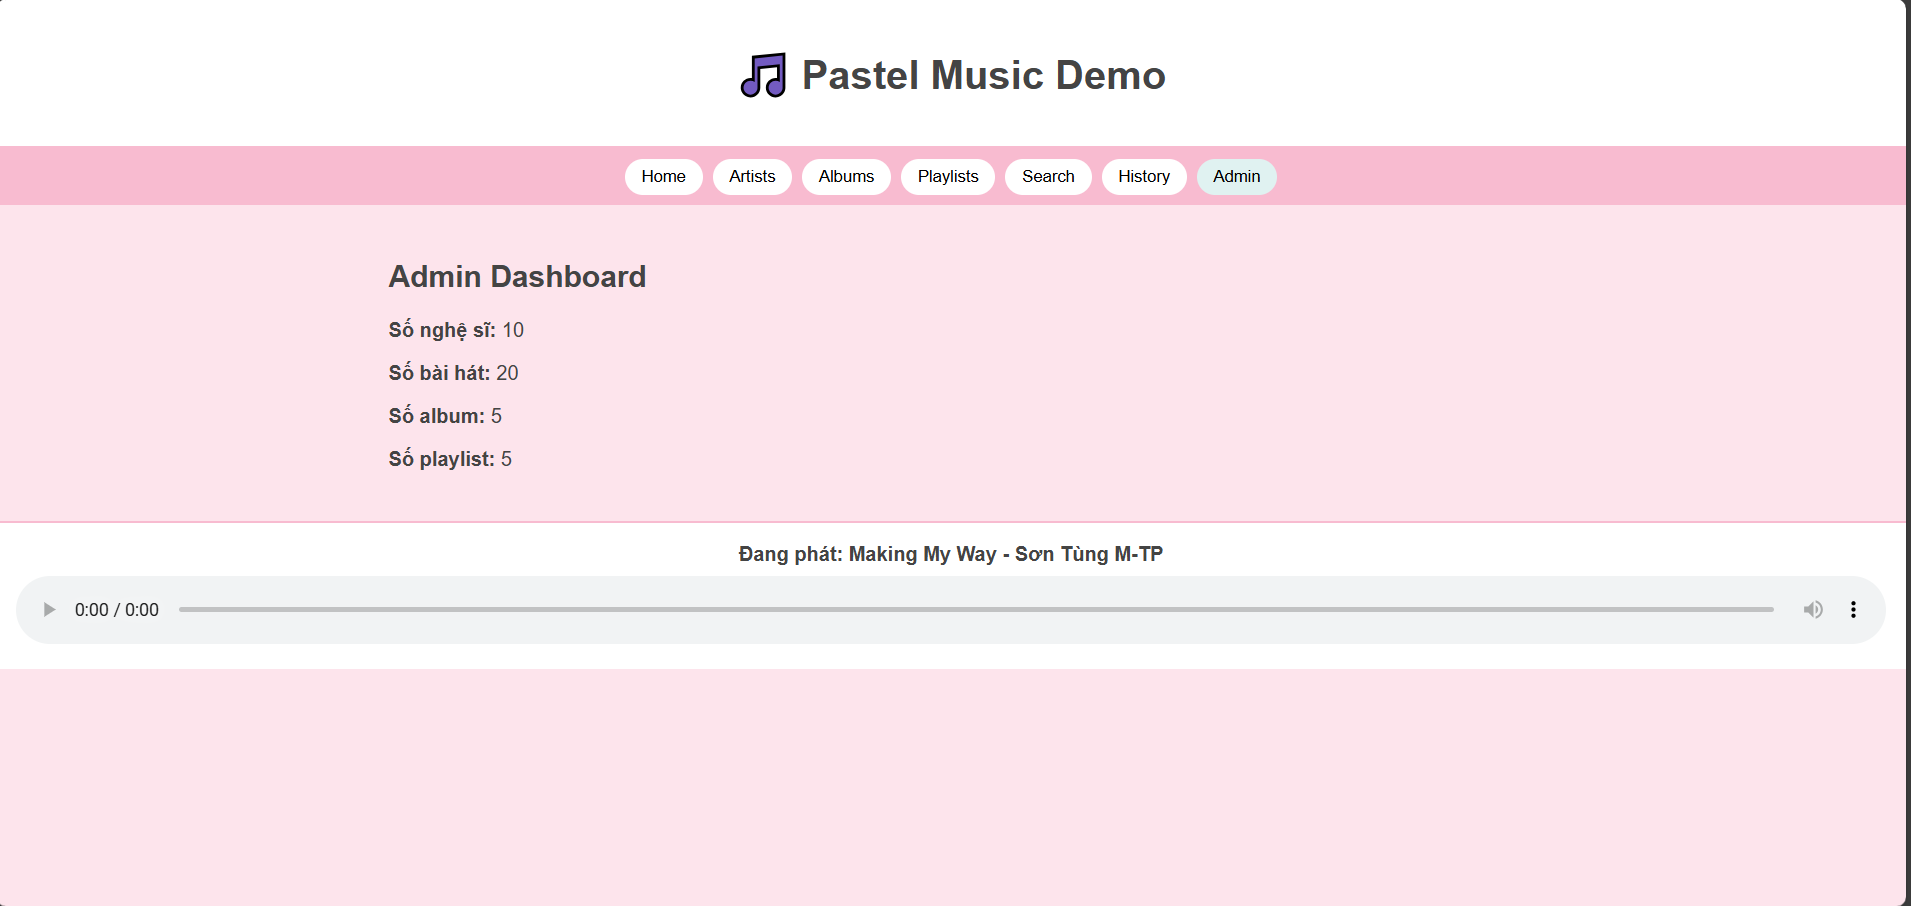 Pastel Music Demo
Home Artists Albums Playlists Search History Admin
Admin Dashboard
Số nghệ sĩ: 10
Số bài hát: 20
Số album: 5
Số playlist: 5
Đang phát: Making My Way - Sơn Tùng M-TP
0:00 / 0:00